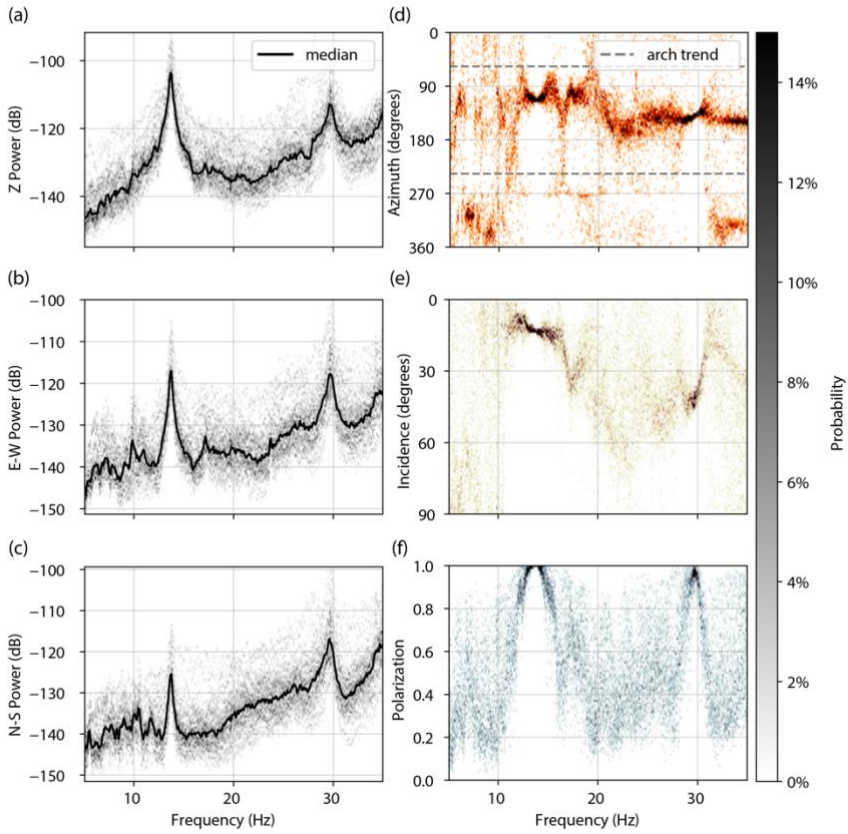 (a)
−100
−120
−140
Z Power (dB)
median
(b)
−100
−110
−120
−130
−140
−150
E-W Power (dB)
(c)
−100
−110
−120
−130
−140
−150
N-S Power (dB)
10
20
30
Frequency (Hz)
(d)
0
90
180
270
360
Azimuth (degrees)
arch trend
(e)
0
30
60
90
Incidence (degrees)
(f)
1.0
0.8
0.6
0.4
0.2
0.0
Polarization
10
20
30
Frequency (Hz)
14%
12%
10%
8%
6%
4%
2%
0%
Probability